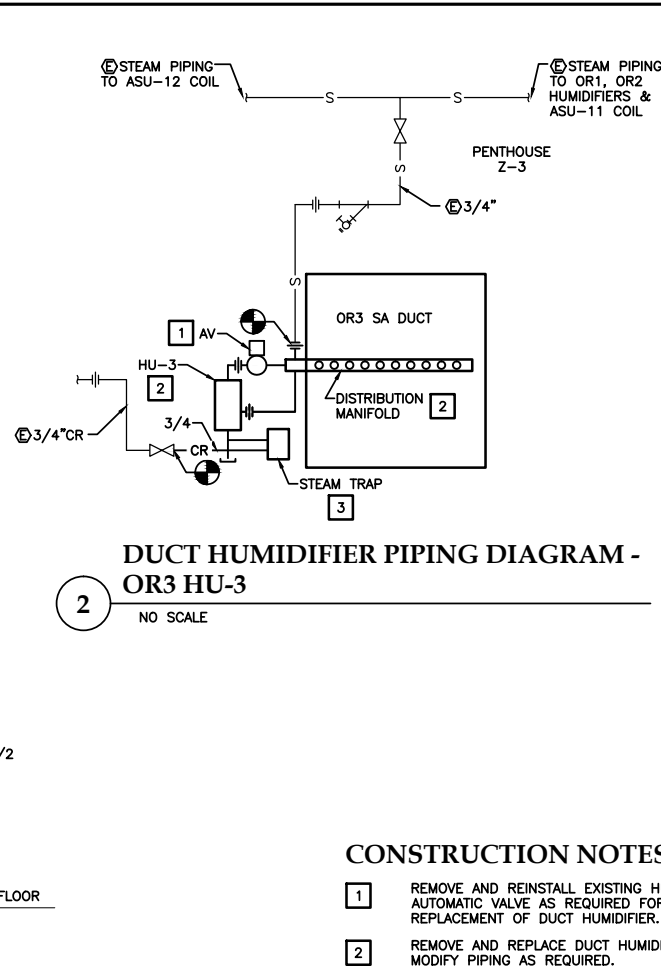 Ⓔ STEAM PIPING
TO ASU-12 COIL
Ⓔ STEAM PIPING
TO OR1, OR2
HUMIDIFIERS &
ASU-11 COIL
S
S
PENTHOUSE
Z-3
S
Ⓔ 3/4"
S
OR3 SA DUCT
1 AV
HU-3
2
DISTRIBUTION
MANIFOLD 2
Ⓔ 3/4"CR
3/4
CR
STEAM TRAP
3
2
DUCT HUMIDIFIER PIPING DIAGRAM -
OR3 HU-3
NO SCALE
/2
FLOOR
CONSTRUCTION NOTES
1 REMOVE AND REINSTALL EXISTING H
AUTOMATIC VALVE AS REQUIRED FOR
REPLACEMENT OF DUCT HUMIDIFIER.
2 REMOVE AND REPLACE DUCT HUMIDI
MODIFY PIPING AS REQUIRED.